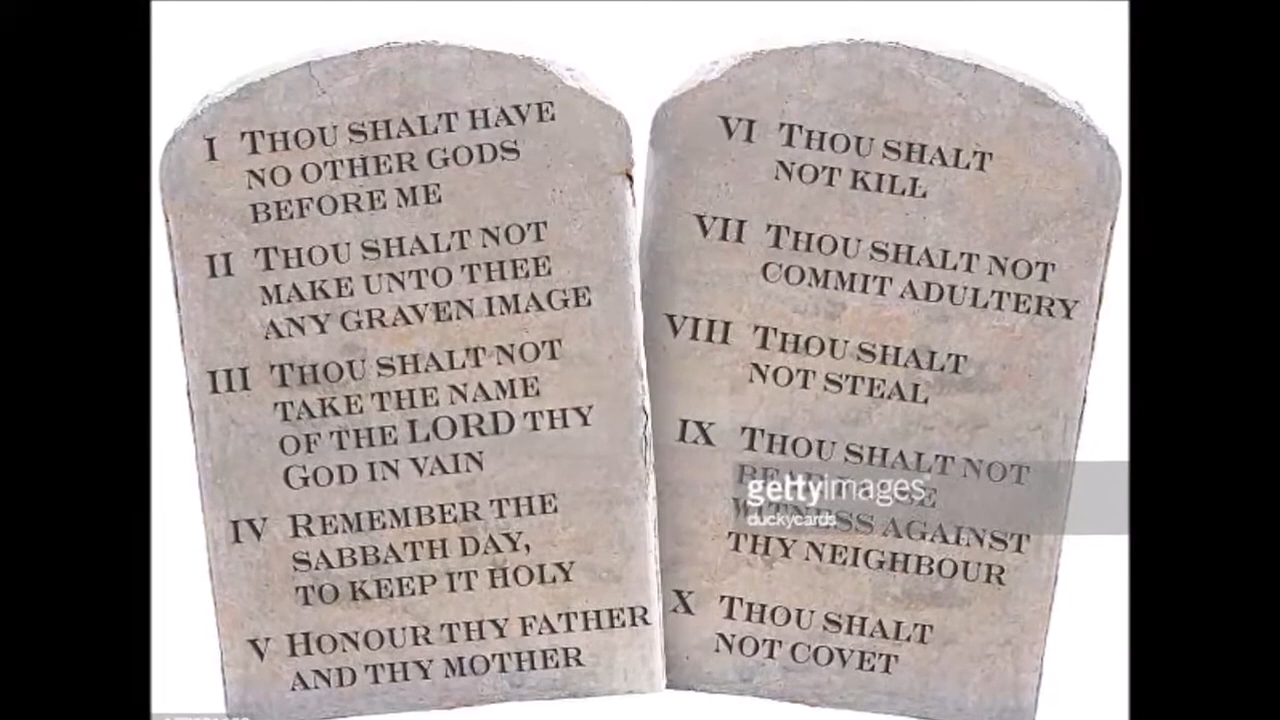 I THOU SHALT HAVE
NO OTHER GODS
BEFORE ME
II THOU SHALT NOT
MAKE UNTO THEE
ANY GRAVEN IMAGE
III THOU SHALT NOT
TAKE THE NAME
OF THE LORD THY
GOD IN VAIN
IV REMEMBER THE
SABBATH DAY,
TO KEEP IT HOLY
V HONOUR THY FATHER
AND THY MOTHER
VI THOU SHALT
NOT KILL
VII THOU SHALT NOT
COMMIT ADULTERY
VIII THOU SHALT
NOT STEAL
IX THOU SHALT NOT
WITNESS AGAINST
THY NEIGHBOUR
X THOU SHALT
NOT COVET
gettyimages
duckycards